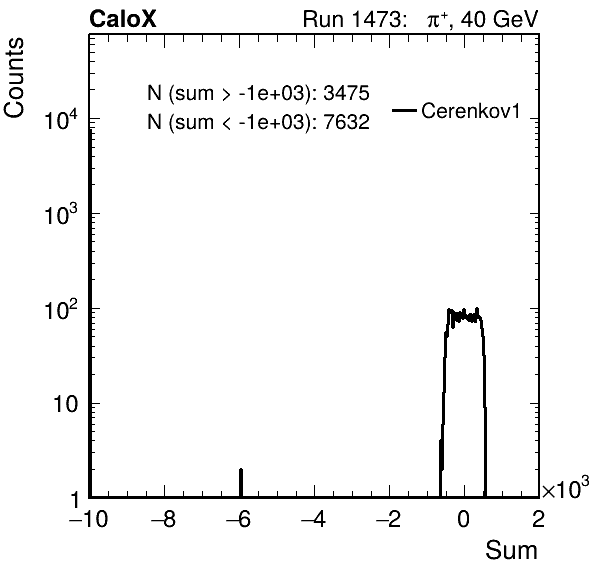 CaloX Run 1473: π⁺, 40 GeV
Counts
N (sum > -1e+03): 3475
N (sum < -1e+03): 7632
Cerenkov1
10⁴
10³
10²
10
1
−10 −8 −6 −4 −2 0 2
×10³
Sum